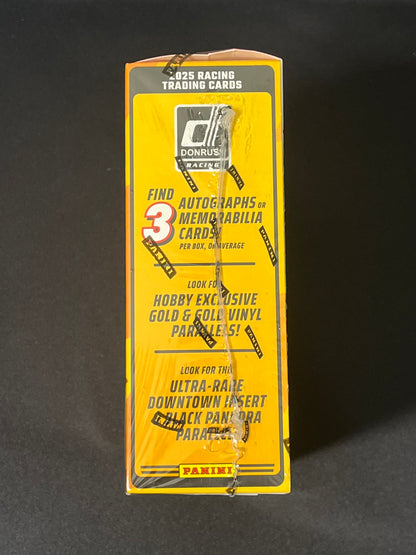 2025 RACING
TRADING CARDS
d
DONRUSS
RACING
FIND
3
AUTOGRAPHS OR
MEMORABILIA
CARDS
PER BOX, ON AVERAGE
LOOK FOR
HOBBY EXCLUSIVE
GOLD & GOLD VINYL
PARALLELS!
LOOK FOR THE
ULTRA-RARE
DOWNTOWN INSERT
BLACK PANDORA
PARALLEL
PANINI